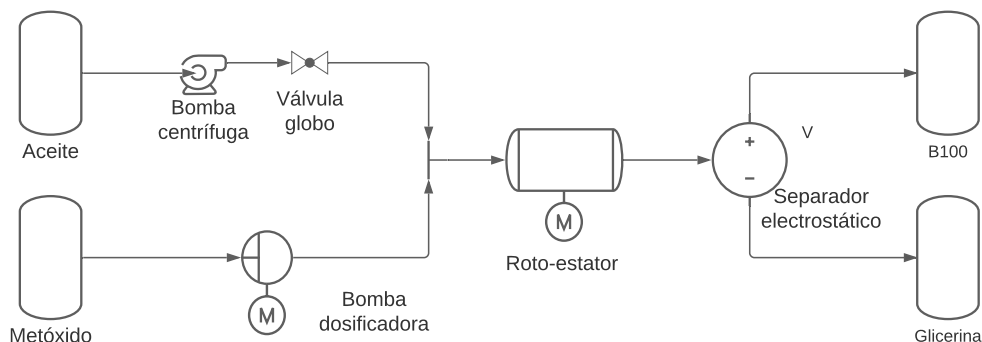 Aceite
Bomba
centrífuga
Válvula
globo
Metóxido
M
Bomba
dosificadora
M
Roto-estator
+
−
V
Separador
electrostático
B100
Glicerina